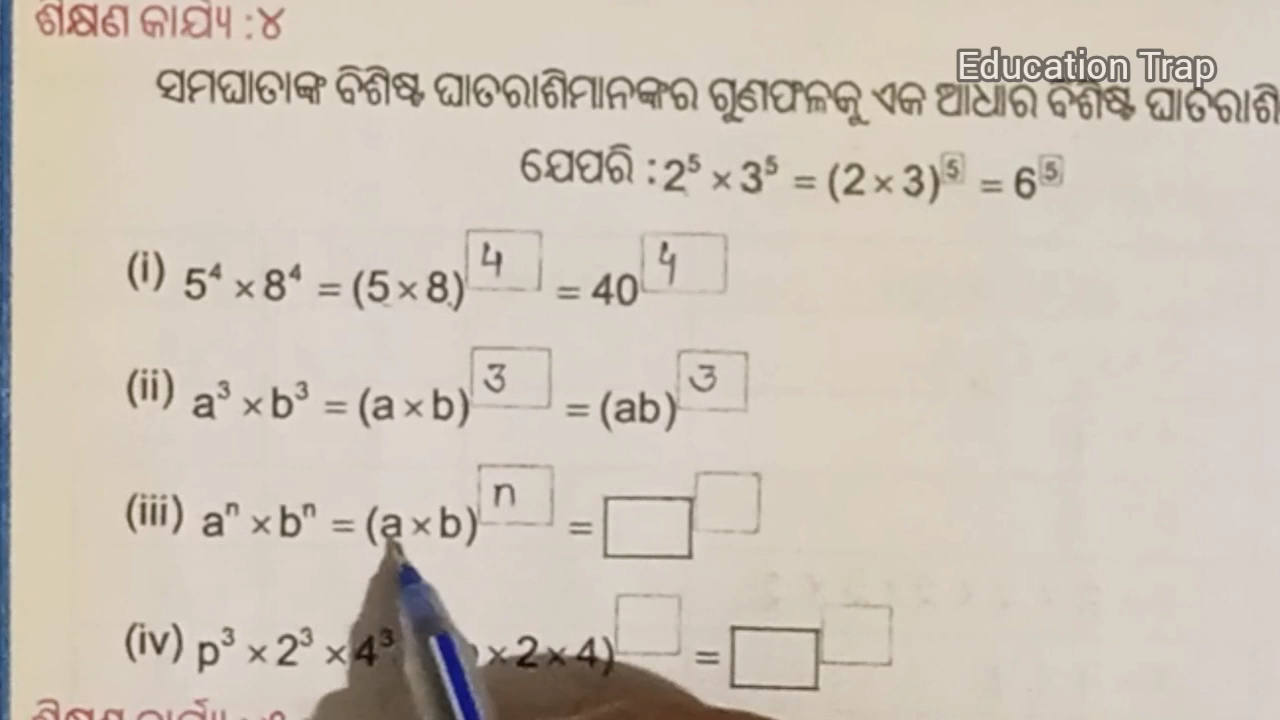 ଶିକ୍ଷଣ କାର୍ଯ୍ୟ :୪
Education Trap
ସମଘାତାଙ୍କ ବିଶିଷ୍ଟ ଘାତରାଶିମାନଙ୍କର ଗୁଣଫଳକୁ ଏକ ଆଧାର ବିଶିଷ୍ଟ ଘାତରାଶି
ଯେପରି : 2⁵ × 3⁵ = (2 × 3)⁵ = 6⁵
(i) 5⁴ × 8⁴ = (5 × 8)⁴ = 40⁴
(ii) a³ × b³ = (a × b)³ = (ab)³
(iii) aⁿ × bⁿ = (a × b)ⁿ =
(iv) p³ × 2³ × 4³ × 2 × 4) =